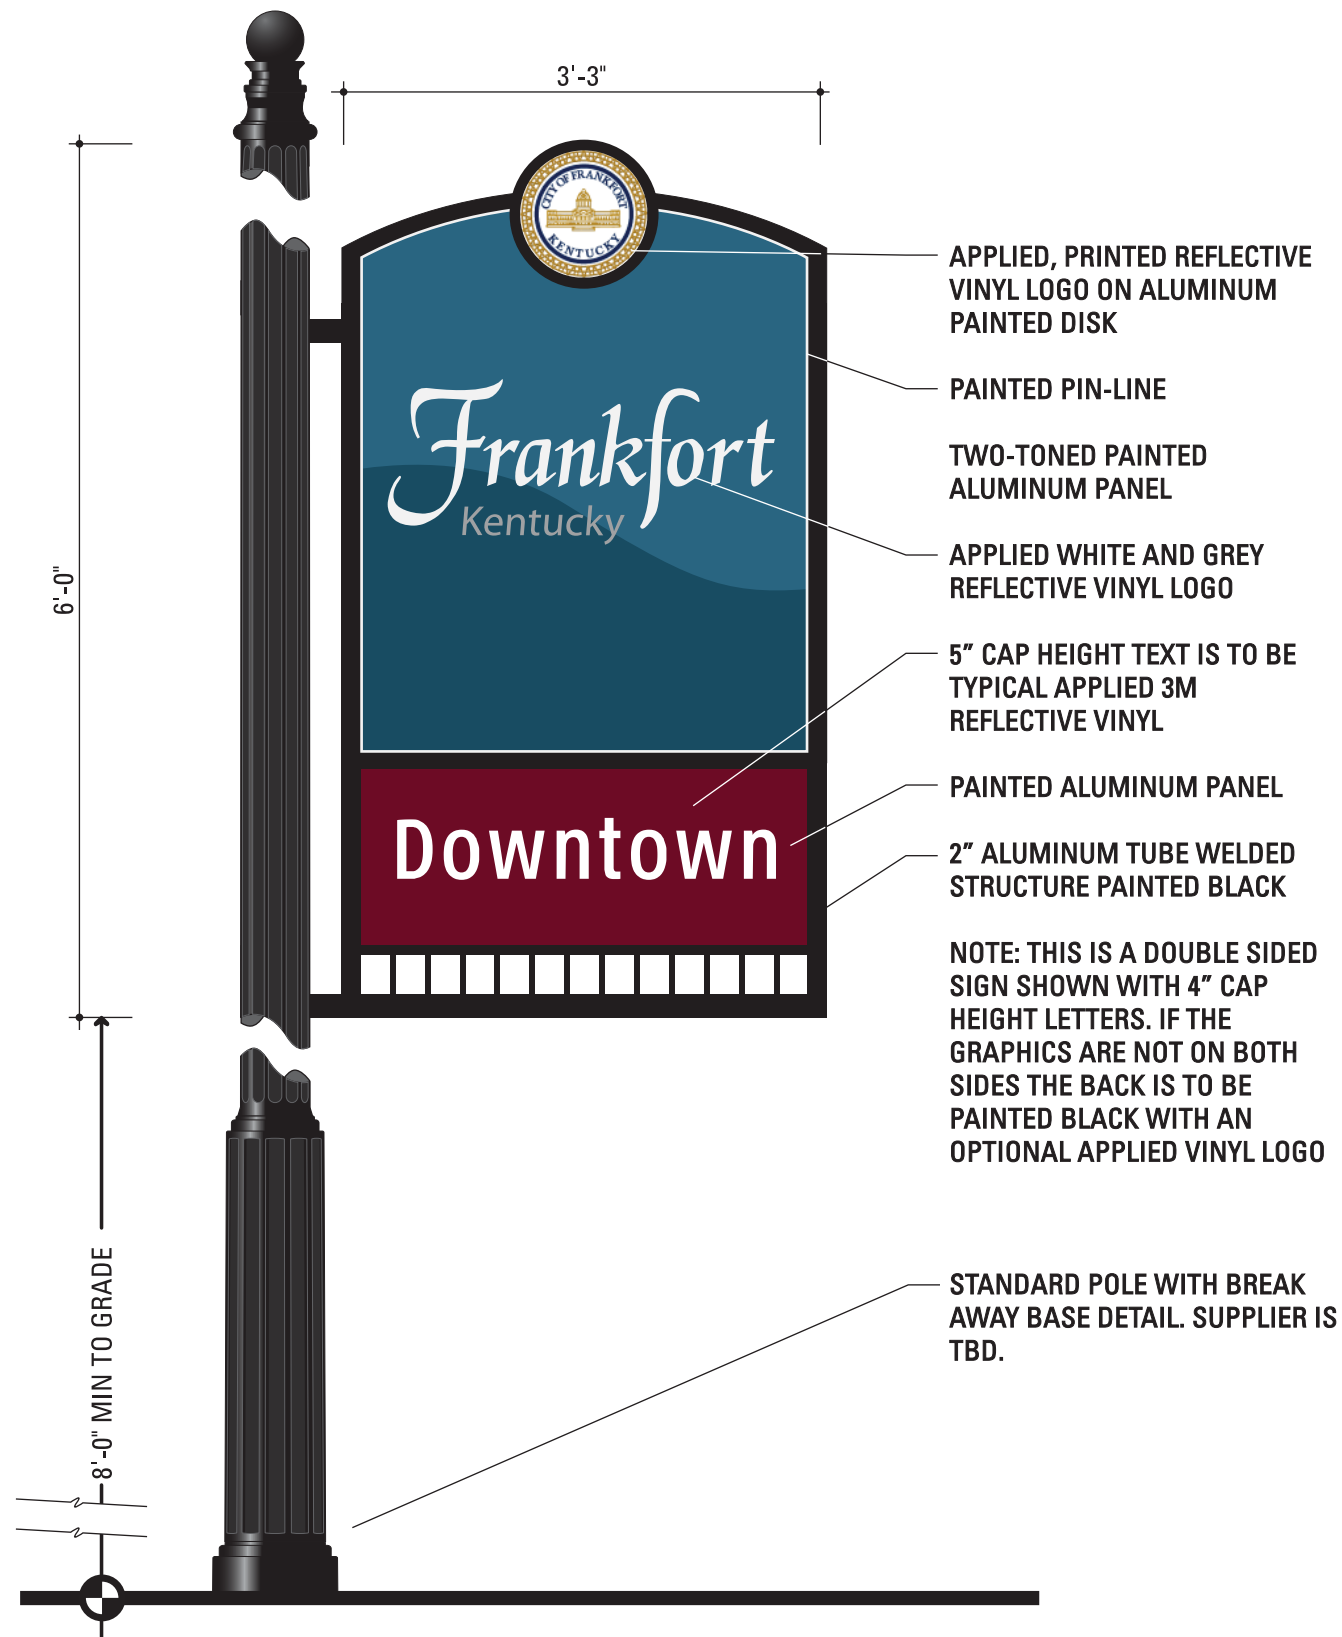 3'-3"
CITY OF FRANKFORT
KENTUCKY
Frankfort
Kentucky
Downtown
6'-0"
8'-0" MIN TO GRADE
APPLIED, PRINTED REFLECTIVE
VINYL LOGO ON ALUMINUM
PAINTED DISK
PAINTED PIN-LINE
TWO-TONED PAINTED
ALUMINUM PANEL
APPLIED WHITE AND GREY
REFLECTIVE VINYL LOGO
5” CAP HEIGHT TEXT IS TO BE
TYPICAL APPLIED 3M
REFLECTIVE VINYL
PAINTED ALUMINUM PANEL
2” ALUMINUM TUBE WELDED
STRUCTURE PAINTED BLACK
NOTE: THIS IS A DOUBLE SIDED
SIGN SHOWN WITH 4” CAP
HEIGHT LETTERS. IF THE
GRAPHICS ARE NOT ON BOTH
SIDES THE BACK IS TO BE
PAINTED BLACK WITH AN
OPTIONAL APPLIED VINYL LOGO
STANDARD POLE WITH BREAK
AWAY BASE DETAIL. SUPPLIER IS
TBD.